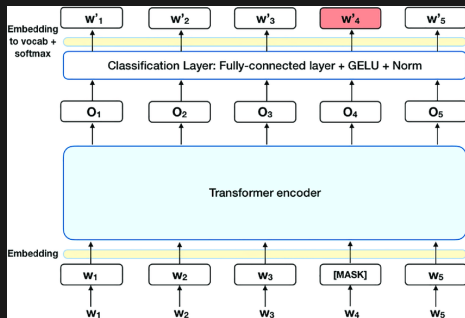 Embedding
to vocab +
softmax
w'1 w'2 w'3 w'4 w'5
Classification Layer: Fully-connected layer + GELU + Norm
O1 O2 O3 O4 O5
Transformer encoder
Embedding
w1 w2 w3 [MASK] w5
w1 w2 w3 w4 w5